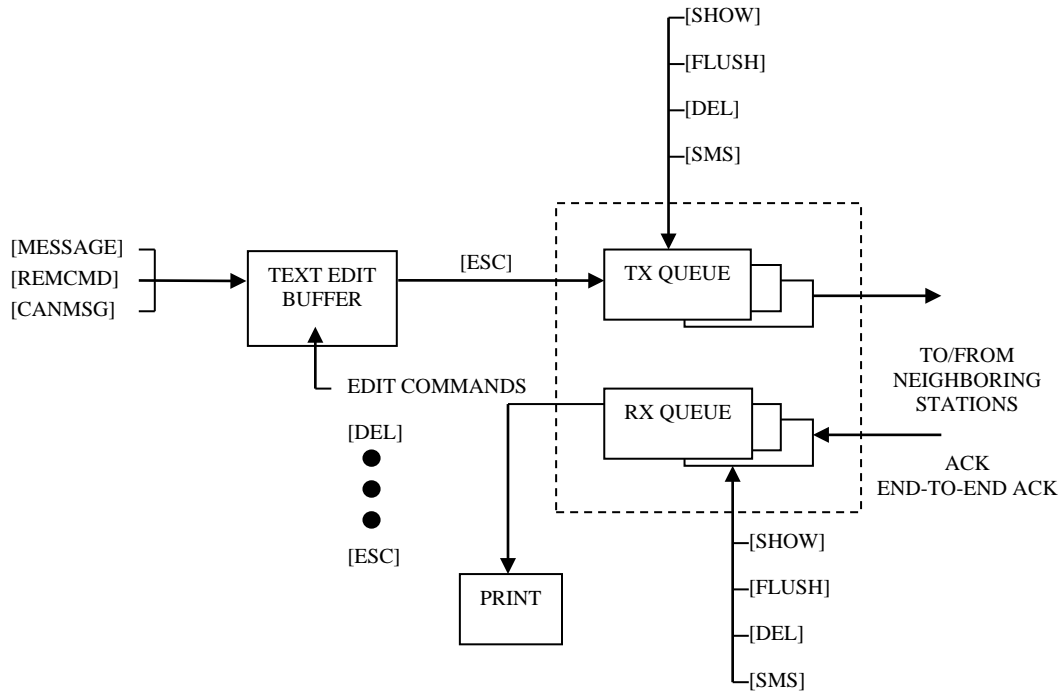 [SHOW]
[FLUSH]
[DEL]
[SMS]
[MESSAGE]
[REMCMD]
[CANMSG]
TEXT EDIT
BUFFER
[ESC]
TX QUEUE
EDIT COMMANDS
[DEL]
[ESC]
TO/FROM
NEIGHBORING
STATIONS
RX QUEUE
ACK
END-TO-END ACK
PRINT
[SHOW]
[FLUSH]
[DEL]
[SMS]